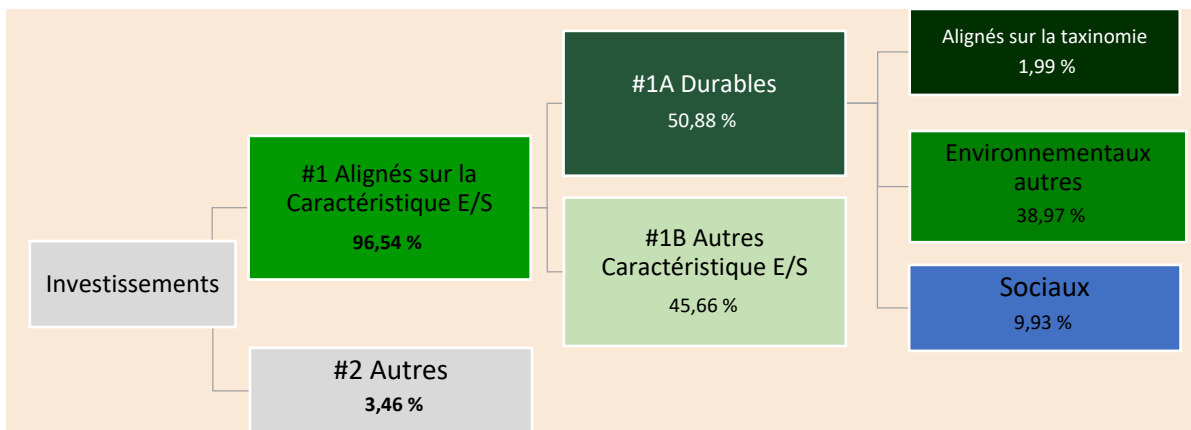 Investissements
#1 Alignés sur la
Caractéristique E/S
96,54 %
#2 Autres
3,46 %
#1A Durables
50,88 %
#1B Autres
Caractéristique E/S
45,66 %
Alignés sur la taxinomie
1,99 %
Environnementaux
autres
38,97 %
Sociaux
9,93 %